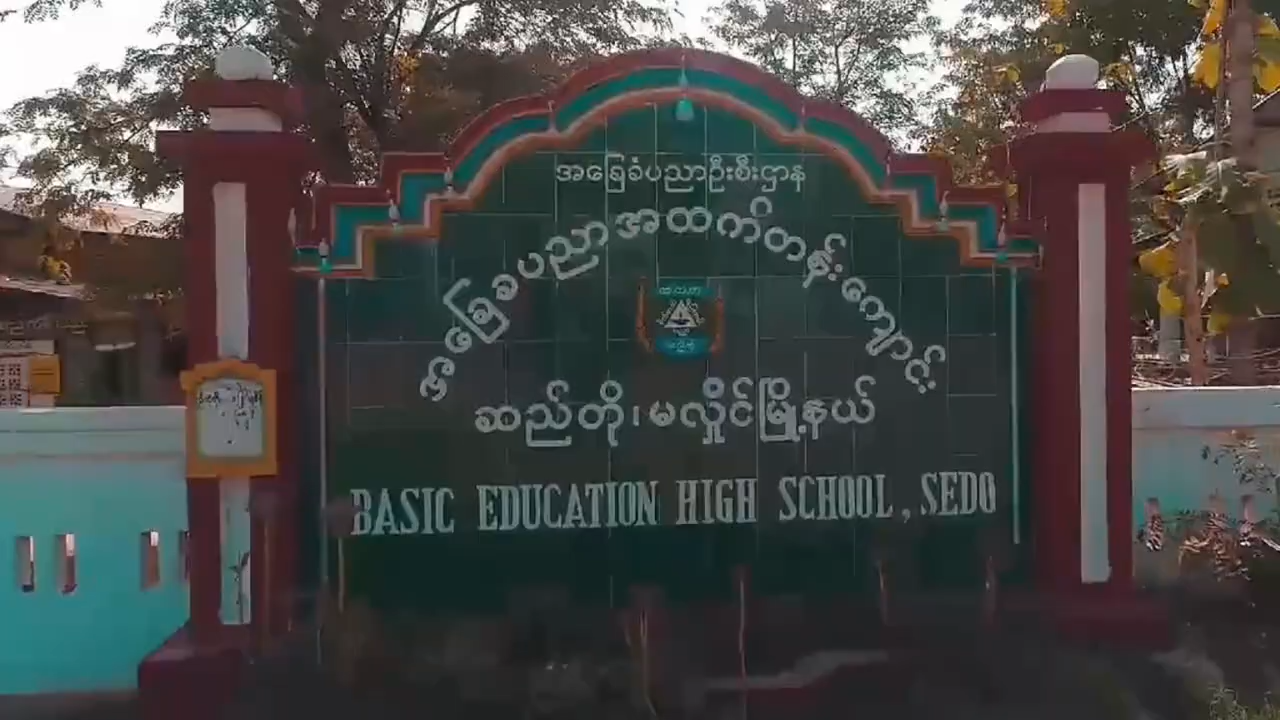 အခြေခံပညာဦးစီးဌာန
အခြေခံပညာအထက်တန်းကျောင်း
ဆည်တို၊မလှိုင်မြို့နယ်
BASIC EDUCATION HIGH SCHOOL, SEDO